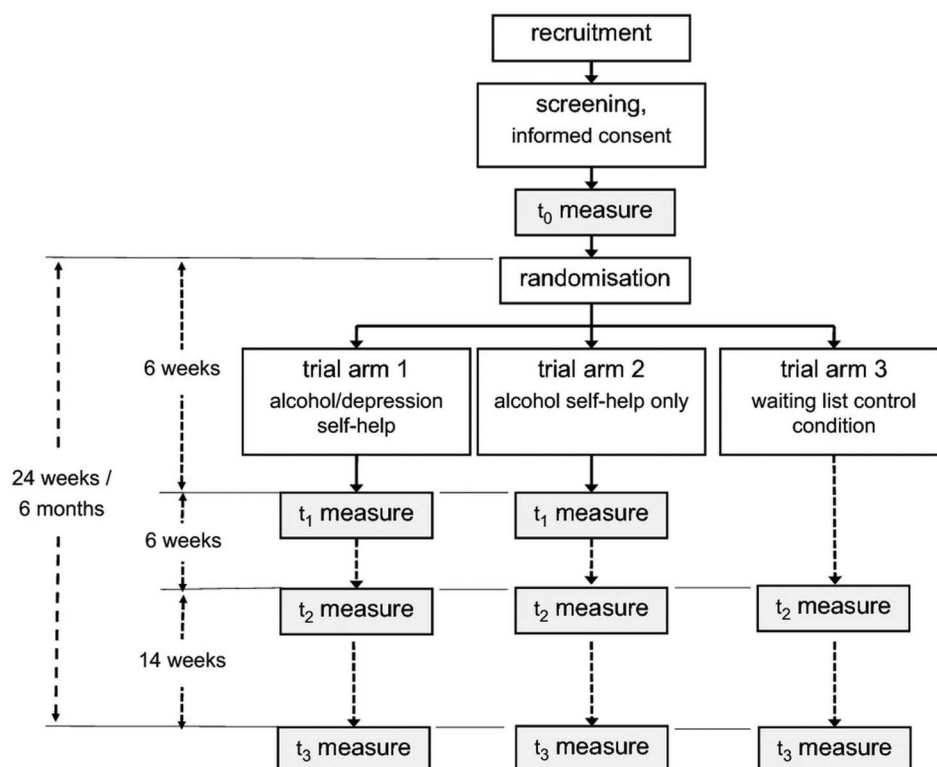 recruitment
screening,
informed consent
t₀ measure
randomisation
6 weeks
trial arm 1
alcohol/depression
self-help
trial arm 2
alcohol self-help only
trial arm 3
waiting list control
condition
24 weeks /
6 months
t₁ measure
t₁ measure
6 weeks
t₂ measure
t₂ measure
t₂ measure
14 weeks
t₃ measure
t₃ measure
t₃ measure